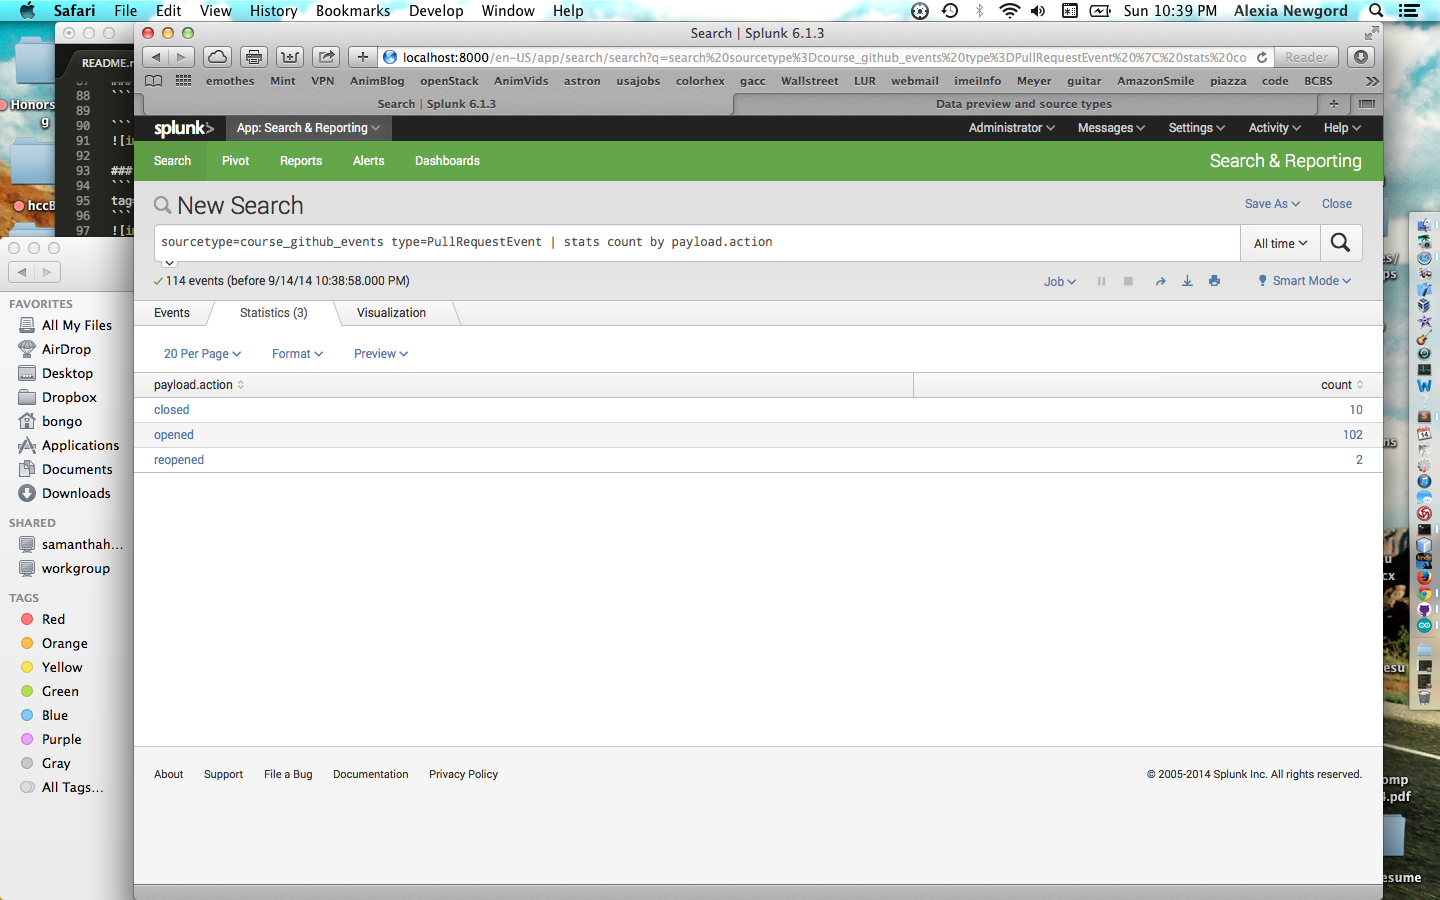 Safari File Edit View History Bookmarks Develop Window Help Sun 10:39 PM Alexia Newgord
Search | Splunk 6.1.3
localhost:8000/en-US/app/search/search?q=search%20sourcetype%3Dcourse_github_events%20type%3DPullRequestEvent%20%7C%20stats%20co Reader
emothes Mint VPN AnimBlog openStack AnimVids astron usajobs colorhex gacc Wallstreet LUR webmail imeilnfo Meyer guitar AmazonSmile piazza code BCBS
Search | Splunk 6.1.3 Data preview and source types
splunk> App: Search & Reporting Administrator Messages Settings Activity Help
Search Pivot Reports Alerts Dashboards Search & Reporting
New Search Save As Close
sourcetype=course_github_events type=PullRequestEvent | stats count by payload.action All time
114 events (before 9/14/14 10:38:58.000 PM) Job Smart Mode
Events Statistics (3) Visualization
20 Per Page Format Preview
payload.action count
closed 10
opened 102
reopened 2
About Support File a Bug Documentation Privacy Policy © 2005-2014 Splunk Inc. All rights reserved.
README.r
88 ```
89
90 ```
91 ![i
92
93 ###
94 ```
95 tag=
96 ```
97 ![i
Honors
g
hccB
FAVORITES
All My Files
AirDrop
Desktop
Dropbox
bongo
Applications
Documents
Downloads
SHARED
samanthah...
workgroup
TAGS
Red
Orange
Yellow
Green
Blue
Purple
Gray
All Tags...